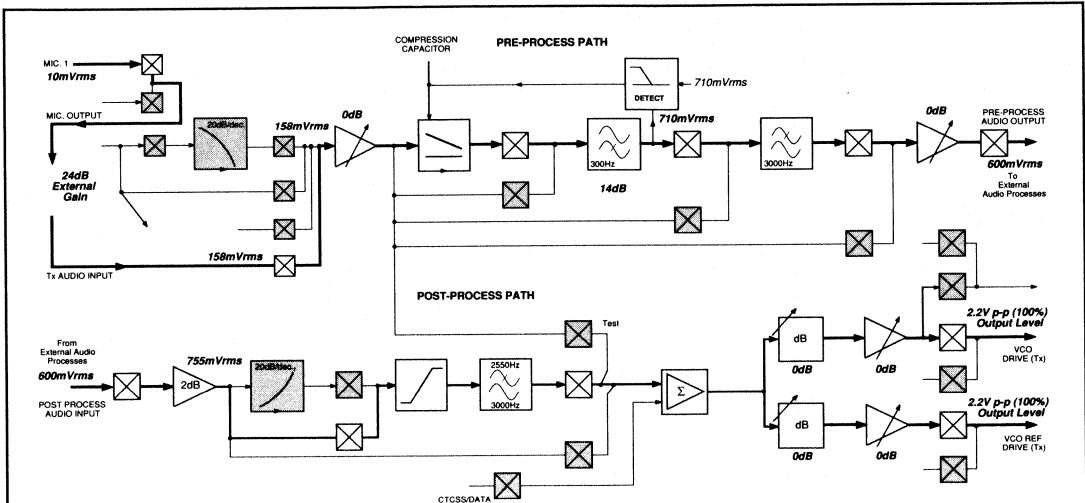 COMPRESSION
CAPACITOR
PRE-PROCESS PATH
MIC. 1
10mVrms
710mVrms
DETECT
MIC. OUTPUT
20dB/dec.
158mVrms
0dB
710mVrms
0dB
PRE-PROCESS
AUDIO OUTPUT
600mVrms
To
External
Audio Processes
300Hz
3000Hz
14dB
24dB
External
Gain
158mVrms
Tx AUDIO INPUT
POST-PROCESS PATH
Test
2.2V p-p (100%)
Output Level
VCO
DRIVE (Tx)
From
External Audio
Processes
600mVrms
POST PROCESS
AUDIO INPUT
2dB
755mVrms
20dB/dec.
2550Hz
3000Hz
Σ
dB
0dB
0dB
dB
0dB
0dB
2.2V p-p (100%)
Output Level
VCO REF
DRIVE (Tx)
CTCSS/DATA